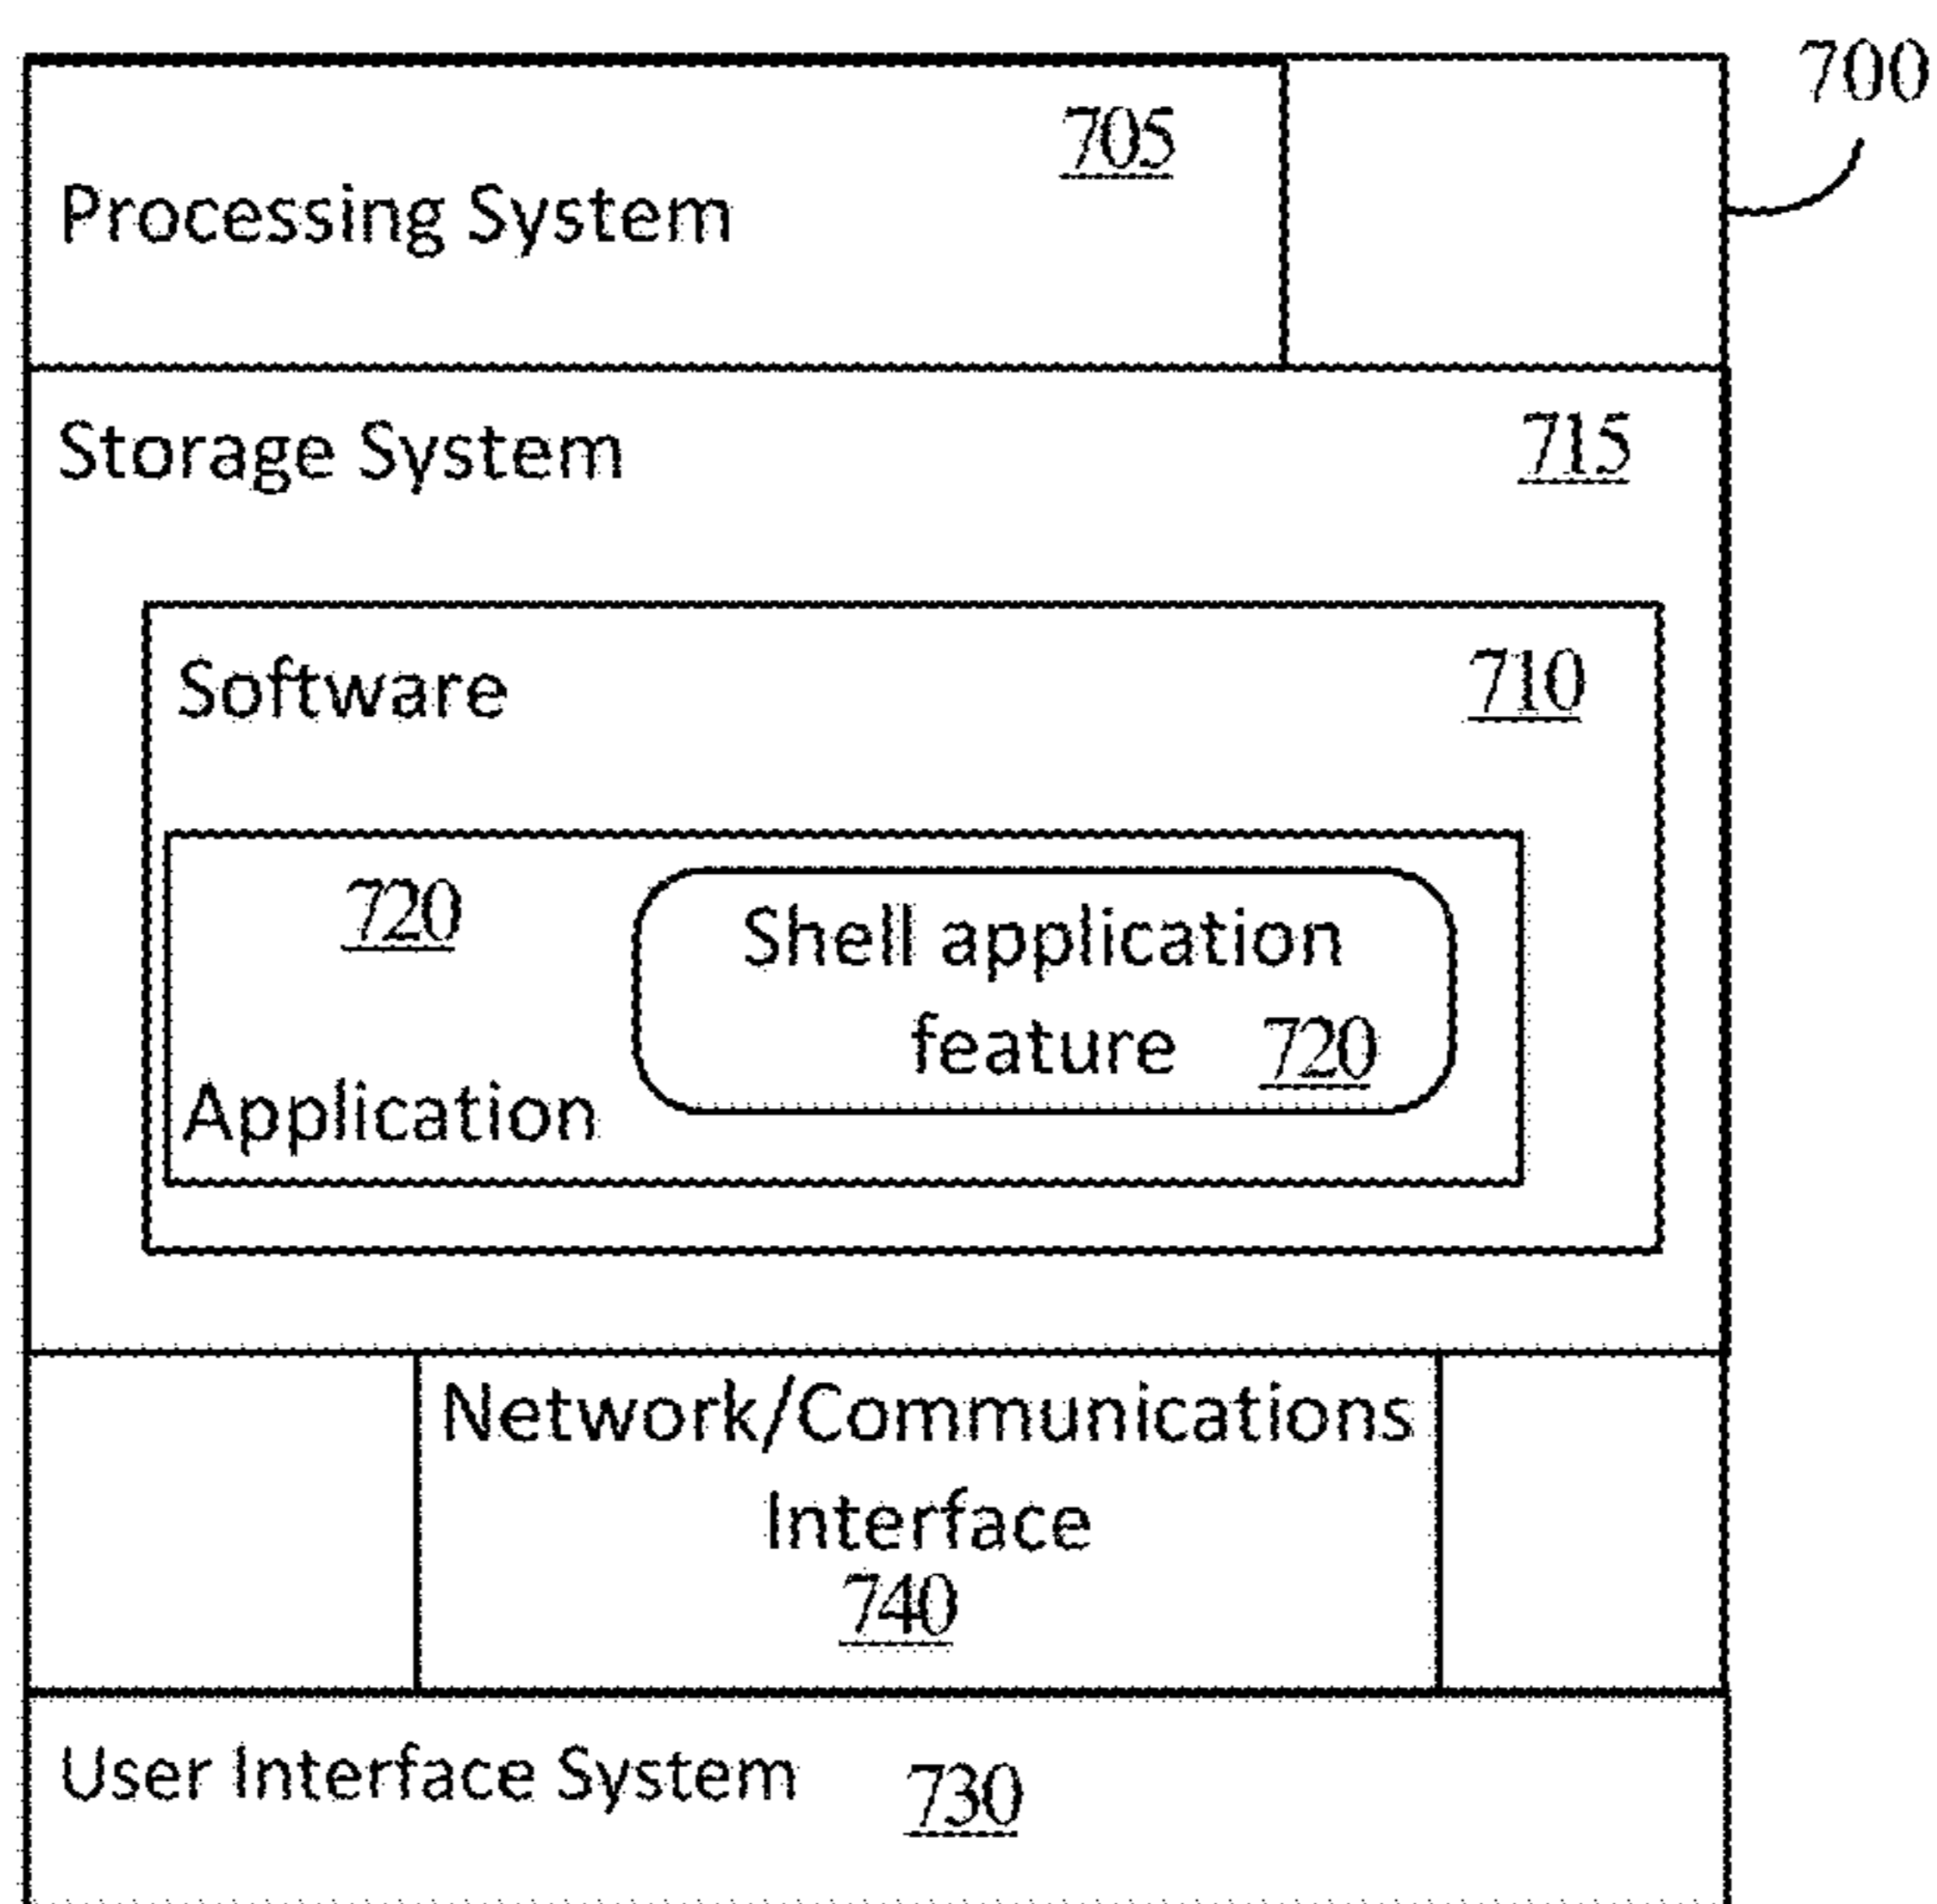 700
705
Processing System
Storage System 715
Software 710
720
Shell application
feature 720
Application
Network/Communications
Interface
740
User Interface System 730